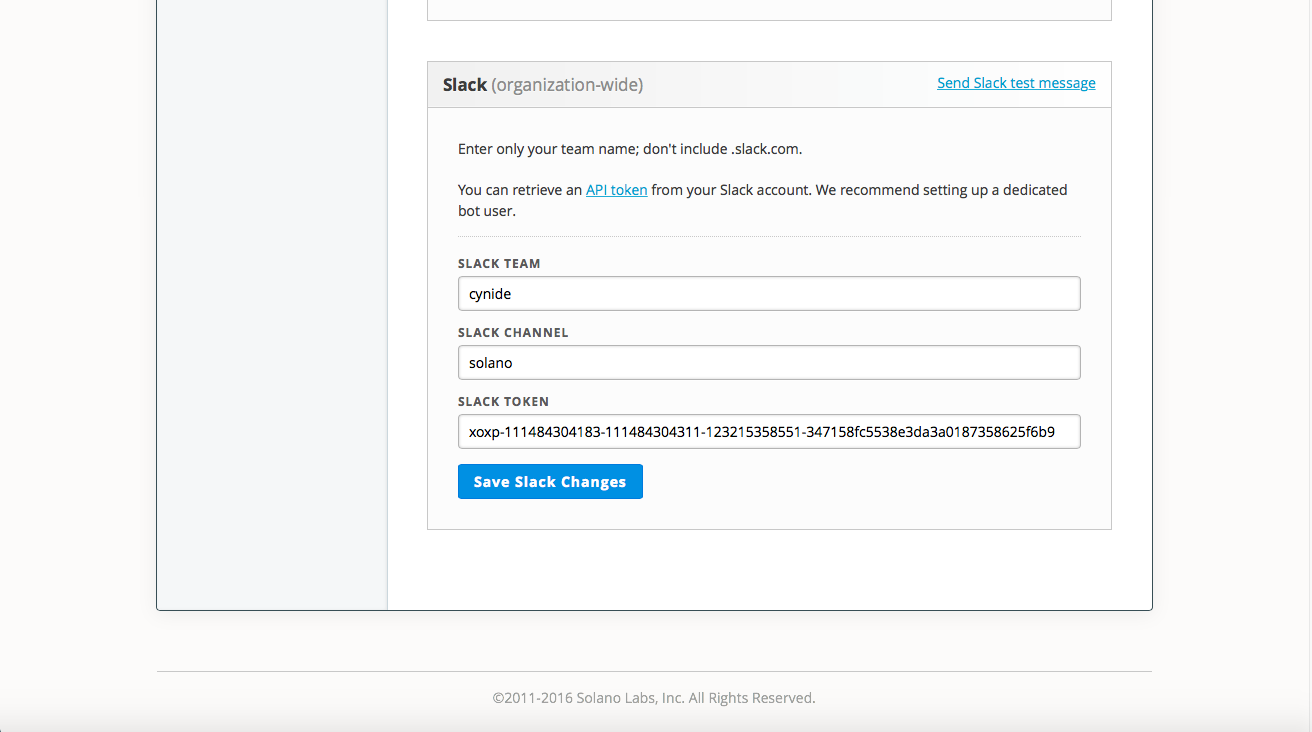 Slack (organization-wide)
Send Slack test message
Enter only your team name; don't include .slack.com.
You can retrieve an API token from your Slack account. We recommend setting up a dedicated
bot user.
SLACK TEAM
cynide
SLACK CHANNEL
solano
SLACK TOKEN
xoxp-111484304183-111484304311-123215358551-347158fc5538e3da3a0187358625f6b9
Save Slack Changes
©2011-2016 Solano Labs, Inc. All Rights Reserved.